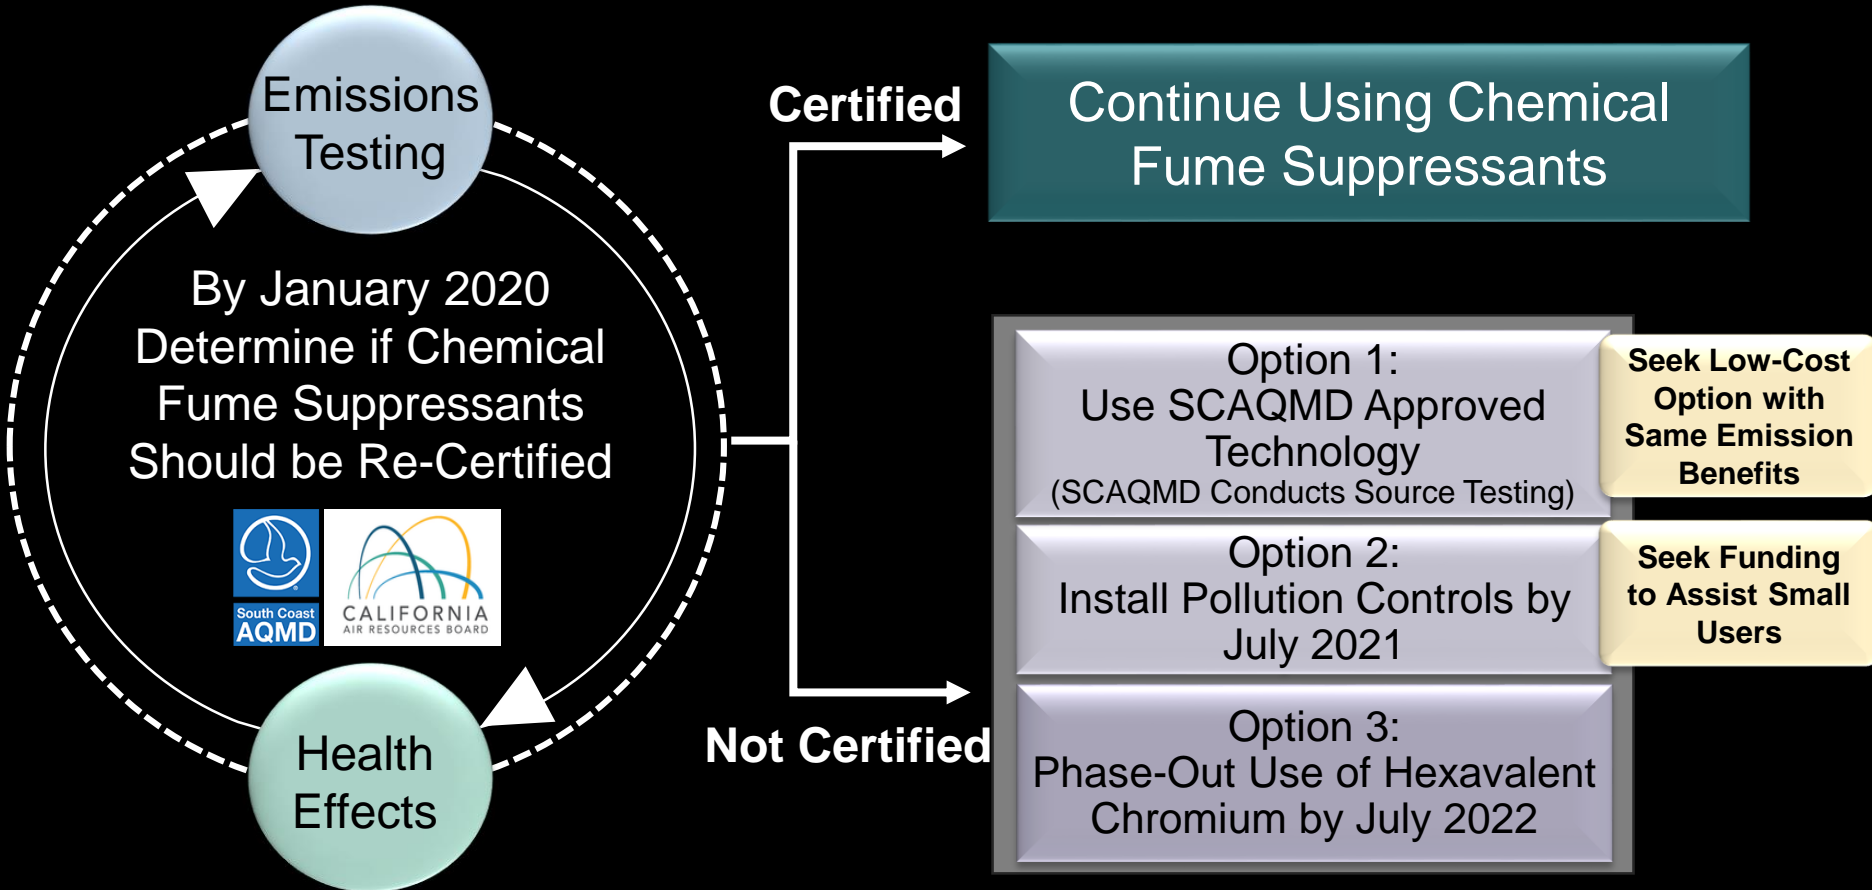 Emissions
Testing
By January 2020
Determine if Chemical
Fume Suppressants
Should be Re-Certified
South Coast
AQMD
CALIFORNIA
AIR RESOURCES BOARD
Health
Effects
Certified
Continue Using Chemical
Fume Suppressants
Not Certified
Option 1:
Use SCAQMD Approved
Technology
(SCAQMD Conducts Source Testing)
Seek Low-Cost
Option with
Same Emission
Benefits
Option 2:
Install Pollution Controls by
July 2021
Seek Funding
to Assist Small
Users
Option 3:
Phase-Out Use of Hexavalent
Chromium by July 2022